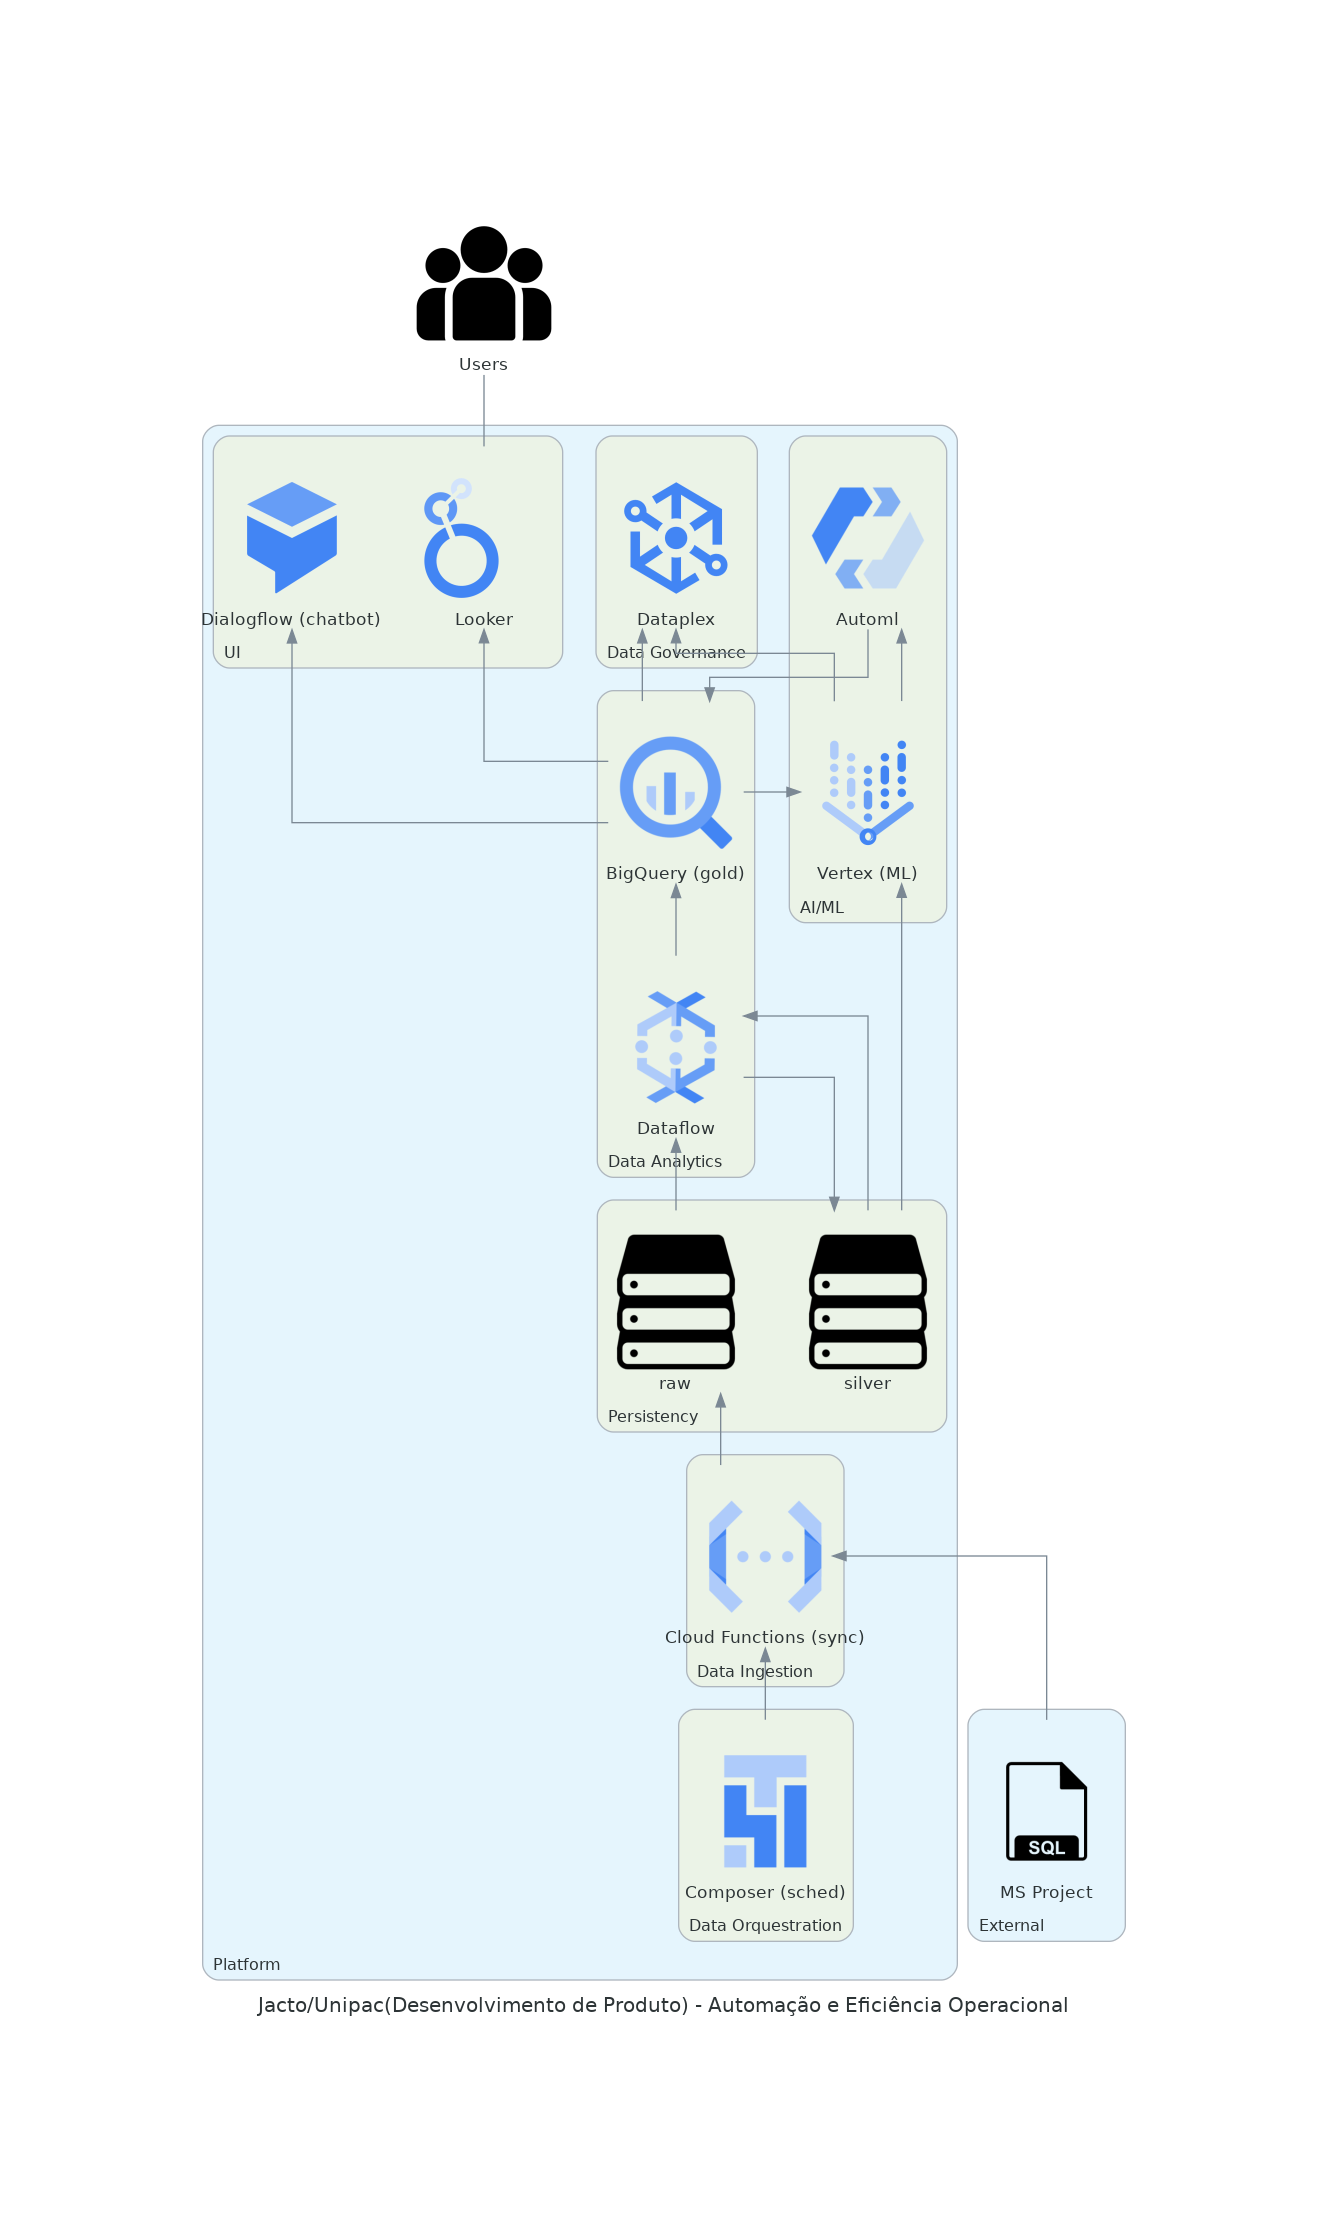 Users
Dialogflow (chatbot)
Looker
UI
Dataplex
Data Governance
Automl
BigQuery (gold)
Vertex (ML)
AI/ML
Dataflow
Data Analytics
raw
silver
Persistency
Cloud Functions (sync)
Data Ingestion
Composer (sched)
Data Orquestration
SQL
MS Project
External
Platform
Jacto/Unipac(Desenvolvimento de Produto) - Automação e Eficiência Operacional